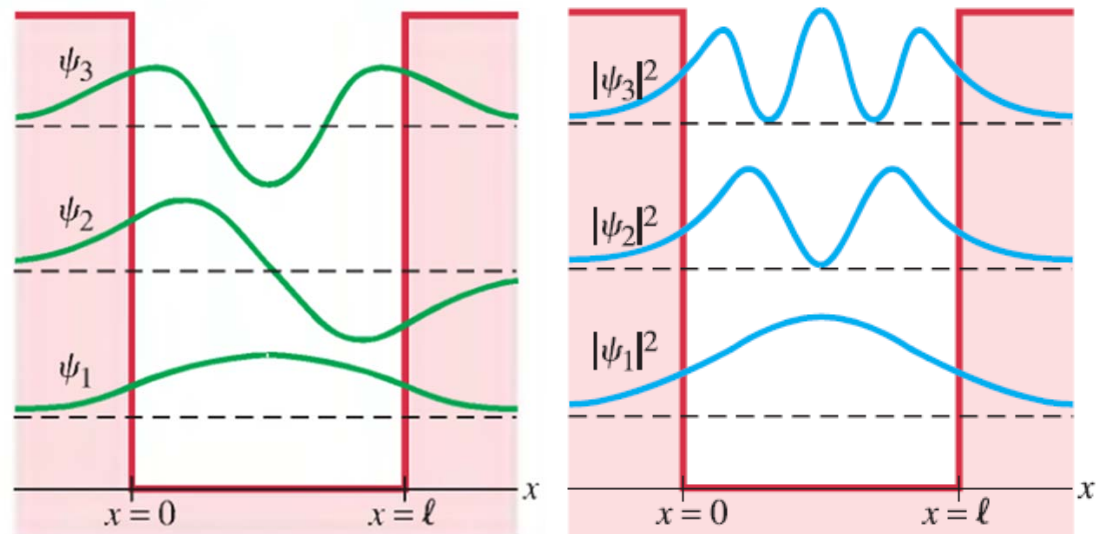 ψ₃
ψ₂
ψ₁
x = 0
x = ℓ
x
|ψ₃|²
|ψ₂|²
|ψ₁|²
x = 0
x = ℓ
x